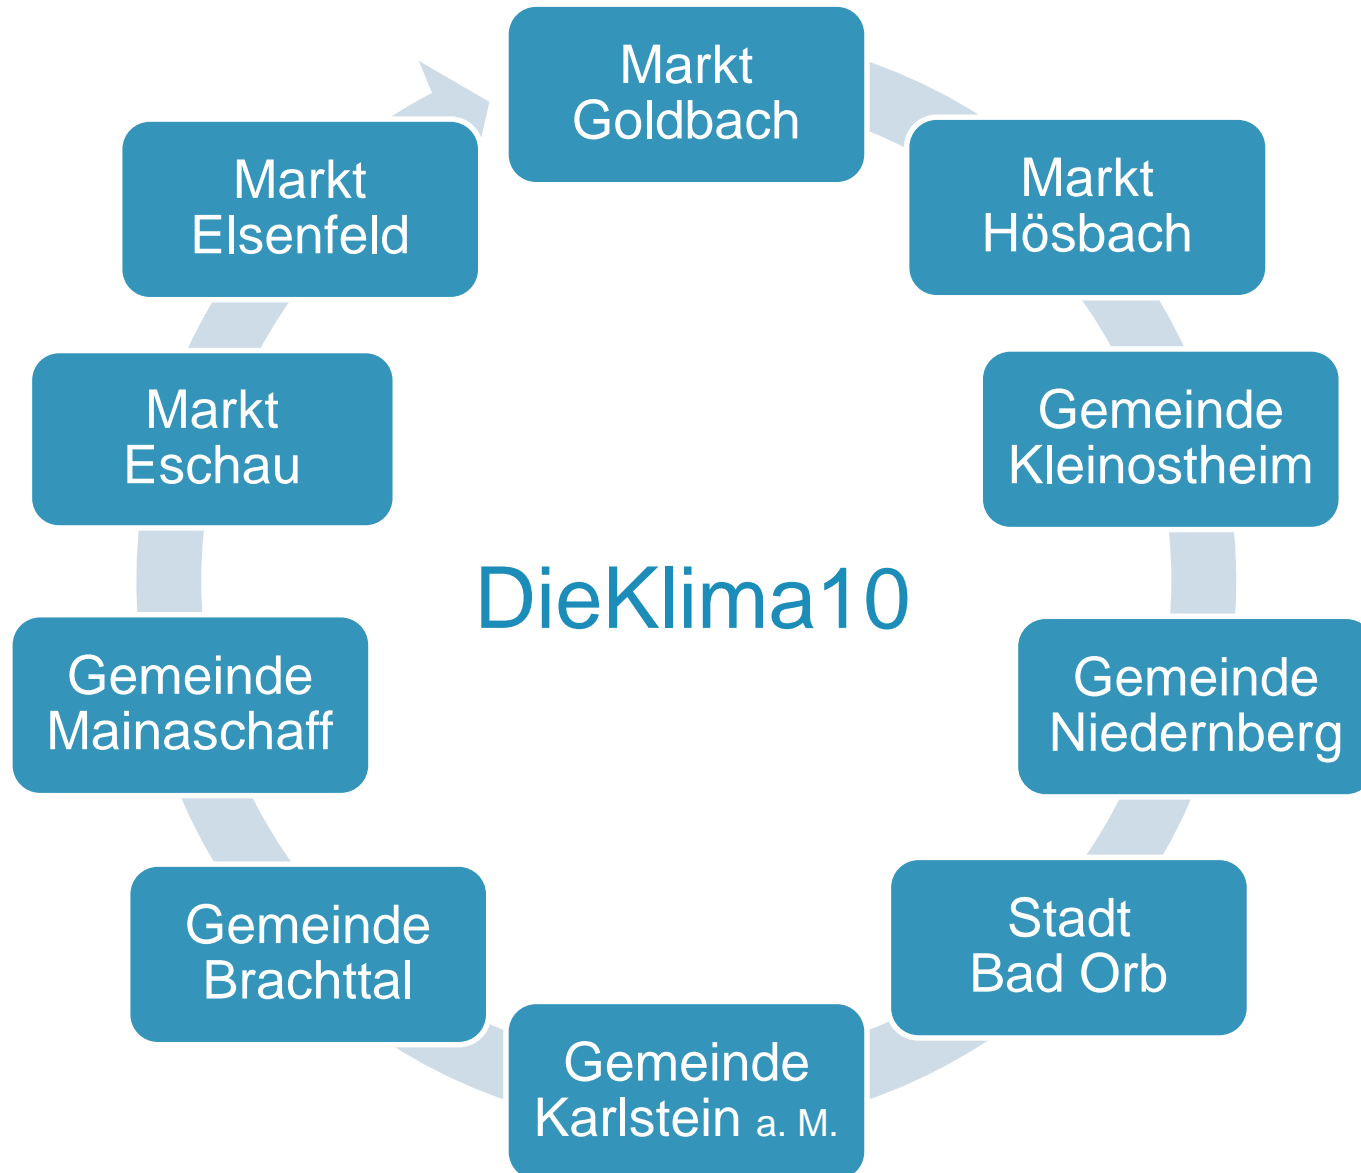 Markt
Goldbach
Markt
Hösbach
Gemeinde
Kleinostheim
Gemeinde
Niedernberg
Stadt
Bad Orb
Gemeinde
Karlstein a. M.
Gemeinde
Brachttal
Gemeinde
Mainaschaff
Markt
Eschau
Markt
Elsenfeld
DieKlima10